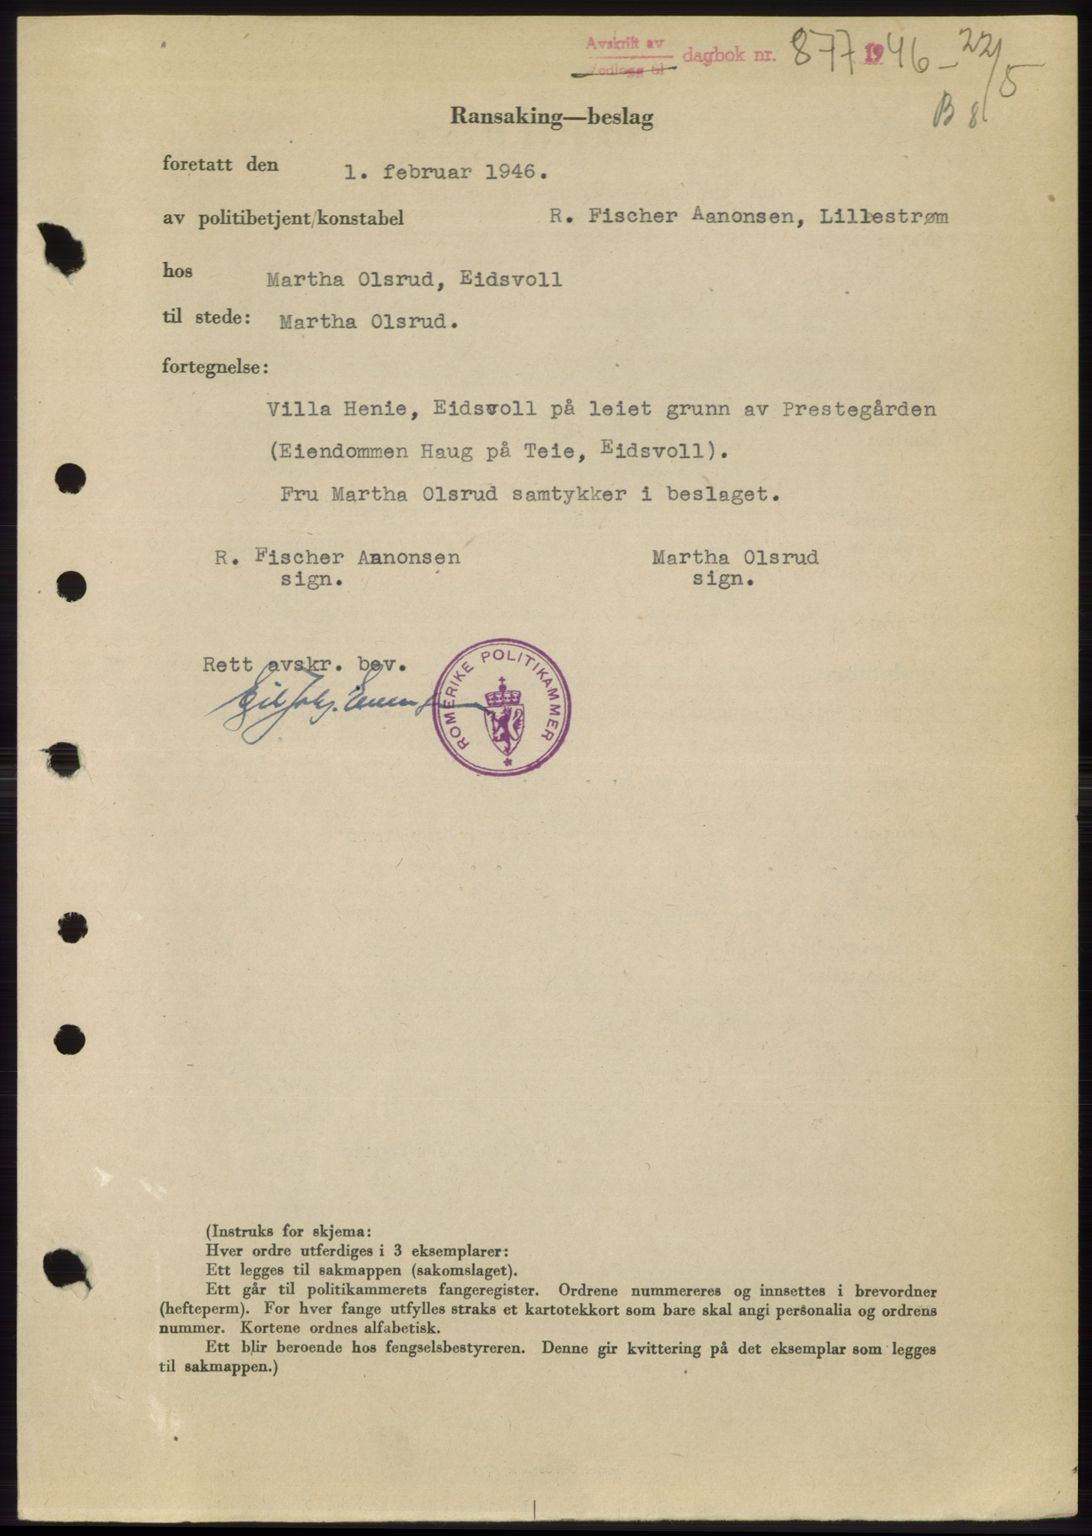 Avskrift av
dagbok nr. 877 1946 – 22/5
B 8
Ransaking—beslag
foretatt den 1. februar 1946.
av politibetjent/konstabel R. Fischer Aanonsen, Lillestrøm
hos Martha Olsrud, Eidsvoll
til stede: Martha Olsrud.
fortegnelse:
Villa Henie, Eidsvoll på leiet grunn av Prestegården
(Eiendommen Haug på Teie, Eidsvoll).
Fru Martha Olsrud samtykker i beslaget.
R. Fischer Aanonsen Martha Olsrud
sign. sign.
Rett avskr. bev.
ROMERIKE POLITIKAMMER
(Instruks for skjema:
Hver ordre utferdiges i 3 eksemplarer:
Ett legges til sakmappen (sakomslaget).
Ett går til politikammerets fangeregister. Ordrene nummereres og innsettes i brevordner
(hefteperm). For hver fange utfylles straks et kartotekkort som bare skal angi personalia og ordrens
nummer. Kortene ordnes alfabetisk.
Ett blir beroende hos fengselsbestyreren. Denne gir kvittering på det eksemplar som legges
til sakmappen.)